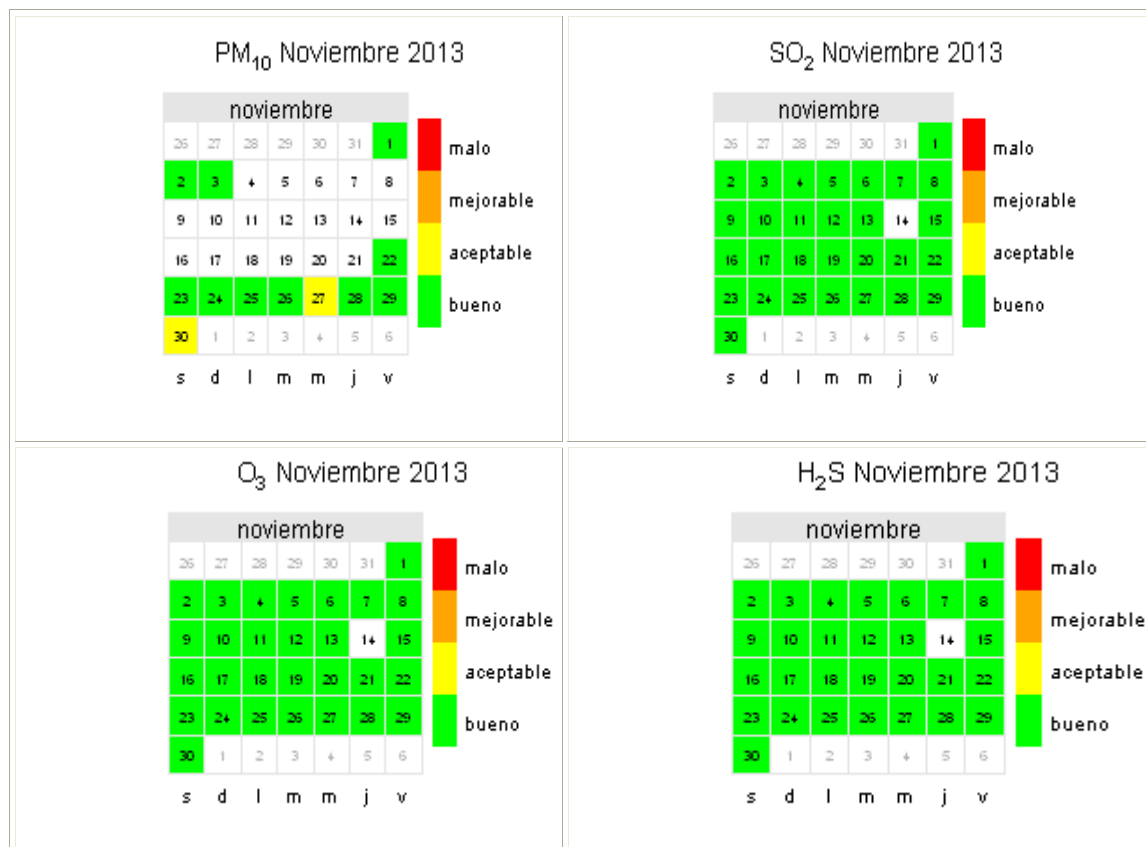 PM10 Noviembre 2013
noviembre
26 27 28 29 30 31 1
2 3 4 5 6 7 8
9 10 11 12 13 14 15
16 17 18 19 20 21 22
23 24 25 26 27 28 29
30 1 2 3 4 5 6
s d l m m j v
malo
mejorable
aceptable
bueno
SO2 Noviembre 2013
noviembre
26 27 28 29 30 31 1
2 3 4 5 6 7 8
9 10 11 12 13 14 15
16 17 18 19 20 21 22
23 24 25 26 27 28 29
30 1 2 3 4 5 6
s d l m m j v
malo
mejorable
aceptable
bueno
O3 Noviembre 2013
noviembre
26 27 28 29 30 31 1
2 3 4 5 6 7 8
9 10 11 12 13 14 15
16 17 18 19 20 21 22
23 24 25 26 27 28 29
30 1 2 3 4 5 6
s d l m m j v
malo
mejorable
aceptable
bueno
H2S Noviembre 2013
noviembre
26 27 28 29 30 31 1
2 3 4 5 6 7 8
9 10 11 12 13 14 15
16 17 18 19 20 21 22
23 24 25 26 27 28 29
30 1 2 3 4 5 6
s d l m m j v
malo
mejorable
aceptable
bueno